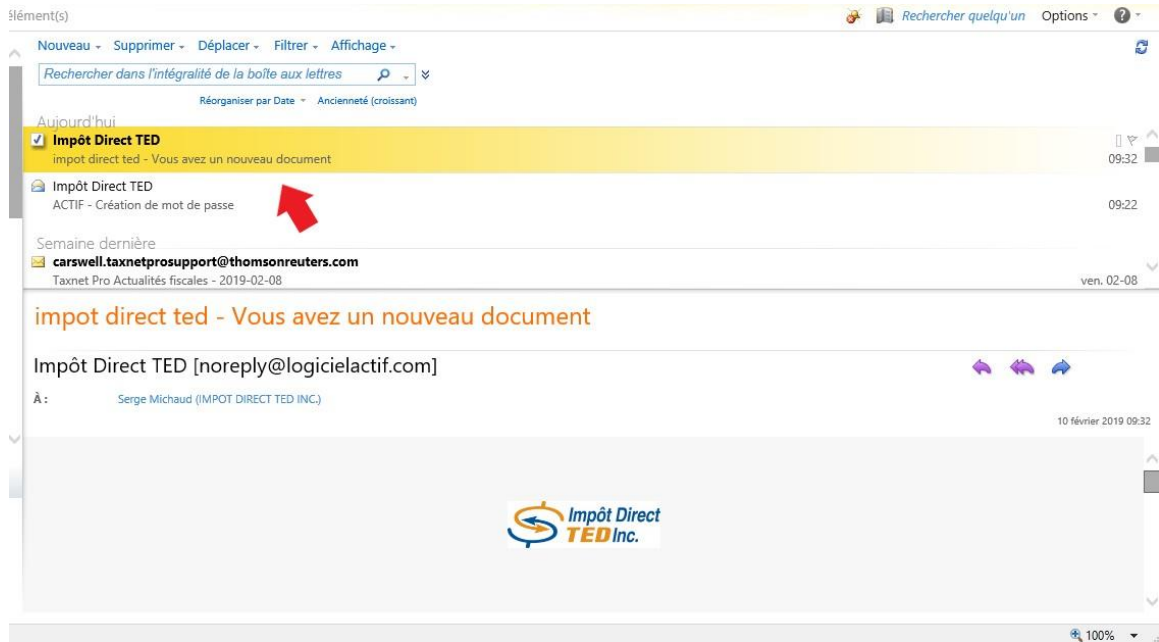 élément(s)
Rechercher quelqu'un Options
Nouveau Supprimer Déplacer Filtrer Affichage
Rechercher dans l'intégralité de la boîte aux lettres
Réorganiser par Date Ancienneté (croissant)
Aujourd'hui
Impôt Direct TED
impot direct ted - Vous avez un nouveau document 09:32
Impôt Direct TED
ACTIF - Création de mot de passe 09:22
Semaine dernière
carswell.taxnetprosupport@thomsonreuters.com
Taxnet Pro Actualités fiscales - 2019-02-08 ven. 02-08
impot direct ted - Vous avez un nouveau document
Impôt Direct TED [noreply@logicielactif.com]
À : Serge Michaud (IMPOT DIRECT TED INC.)
10 février 2019 09:32
Impôt Direct
TED Inc.
100%